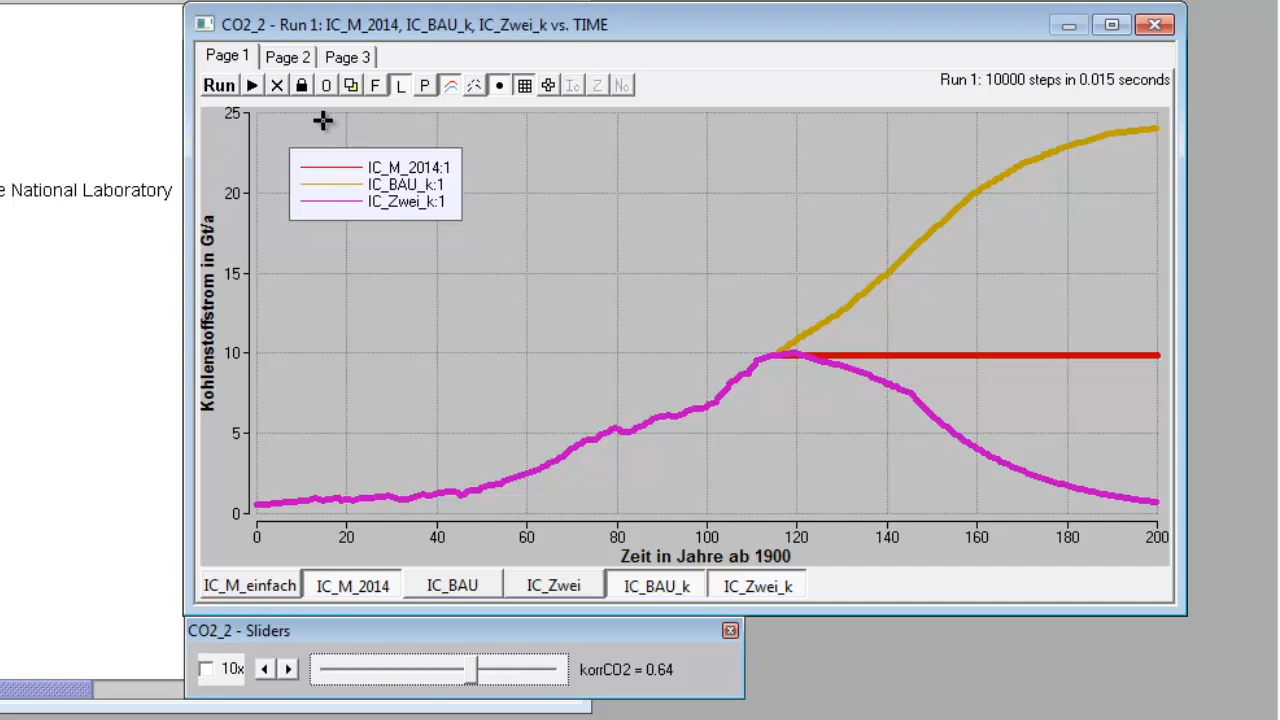 CO2_2 - Run 1: IC_M_2014, IC_BAU_k, IC_Zwei_k vs. TIME
Page 1 Page 2 Page 3
Run 0 F L P Ic Z Nc
Run 1: 10000 steps in 0.015 seconds
e National Laboratory
Kohlenstoffstrom in Gt/a
25
20
15
10
5
0
IC_M_2014:1
IC_BAU_k:1
IC_Zwei_k:1
0 20 40 60 80 100 120 140 160 180 200
Zeit in Jahre ab 1900
IC_M_einfach IC_M_2014 IC_BAU IC_Zwei IC_BAU_k IC_Zwei_k
CO2_2 - Sliders
10x korrCO2 = 0.64